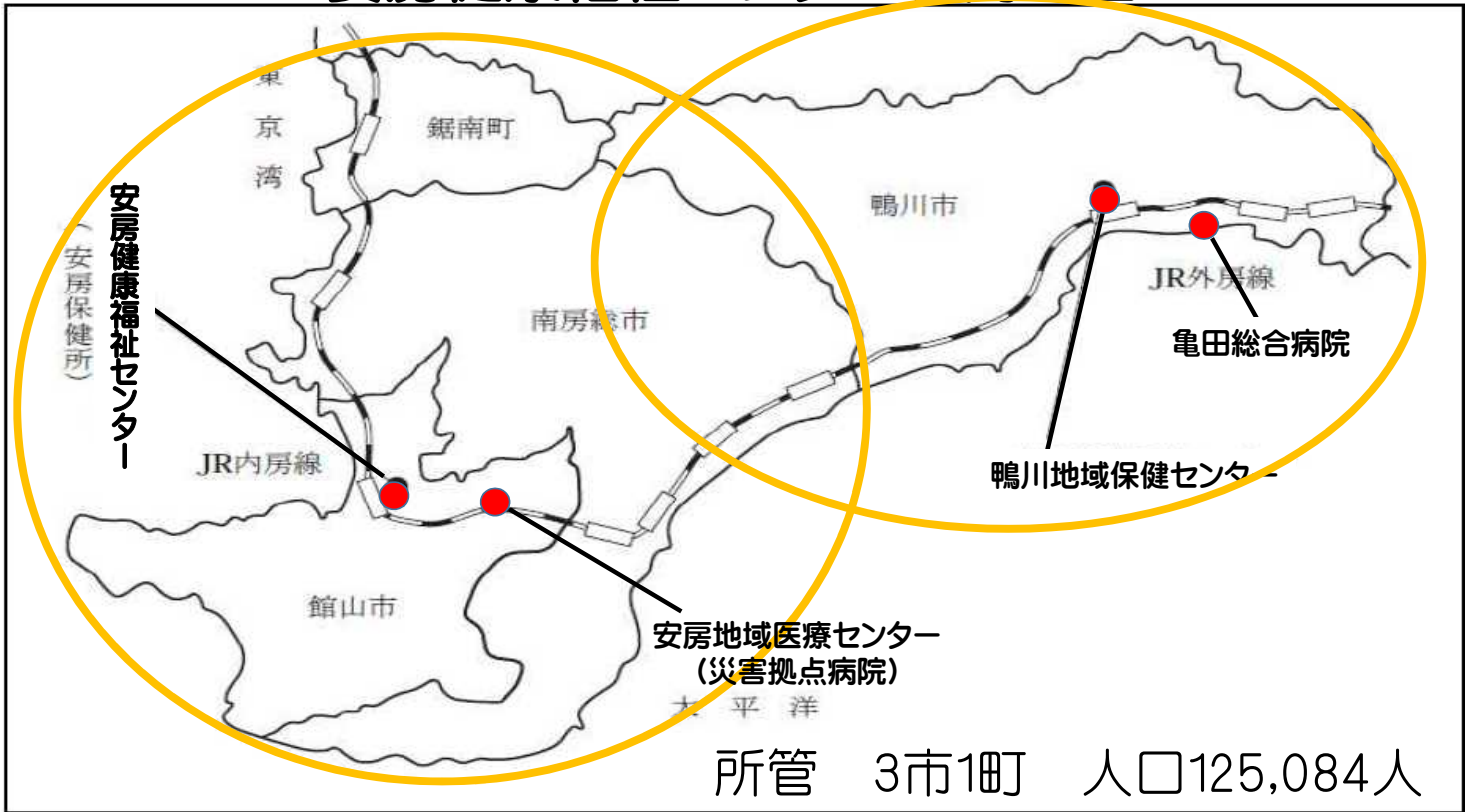 東京湾
鋸南町
鴨川市
安房健康福祉センター
(安房保健所)
南房総市
JR外房線
亀田総合病院
JR内房線
鴨川地域保健センター
館山市
安房地域医療センター
(災害拠点病院)
太平洋
所管 3市1町 人口125,084人